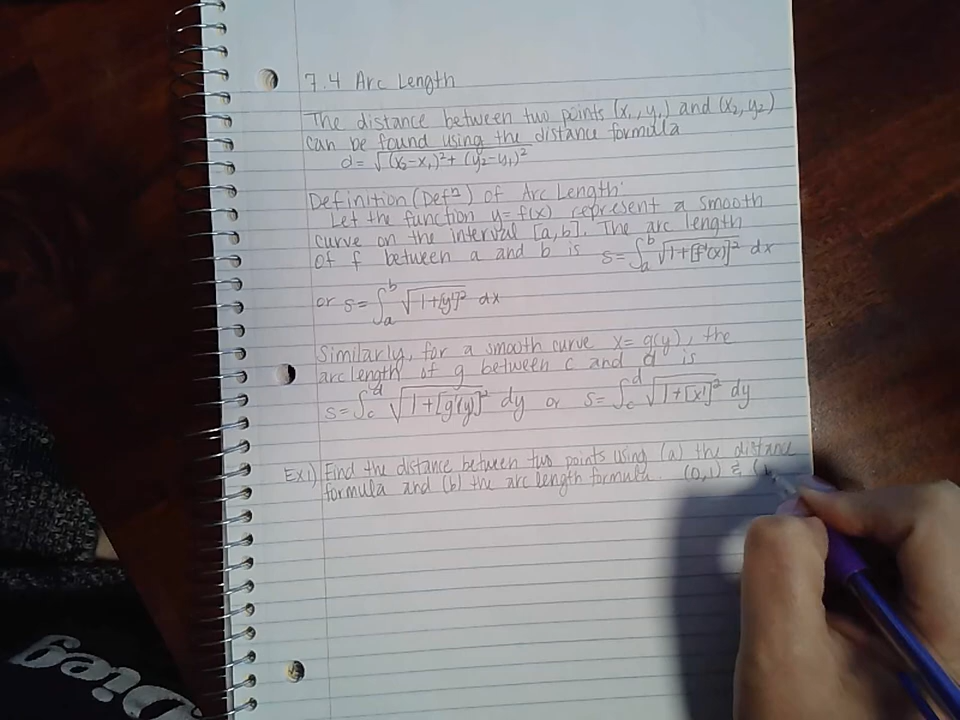 7.4 Arc Length
The distance between two points (x₁, y₁) and (x₂, y₂)
can be found using the distance formula
d = √(x₂-x₁)² + (y₂-y₁)²
Definition (Defⁿ) of Arc Length:
Let the function y = f(x) represent a smooth
curve on the interval [a, b]. The arc length
of f between a and b is s = ∫ₐᵇ √1+[f'(x)]² dx
or s = ∫ₐᵇ √1+[y']² dx
Similarly, for a smooth curve x = g(y), the
arc length of g between c and d is
s = ∫_c^d √1+[g'(y)]² dy or s = ∫_c^d √1+[x']² dy
Ex1) Find the distance between two points using (a) the distance
formula and (b) the arc length formula. (0,1) & (